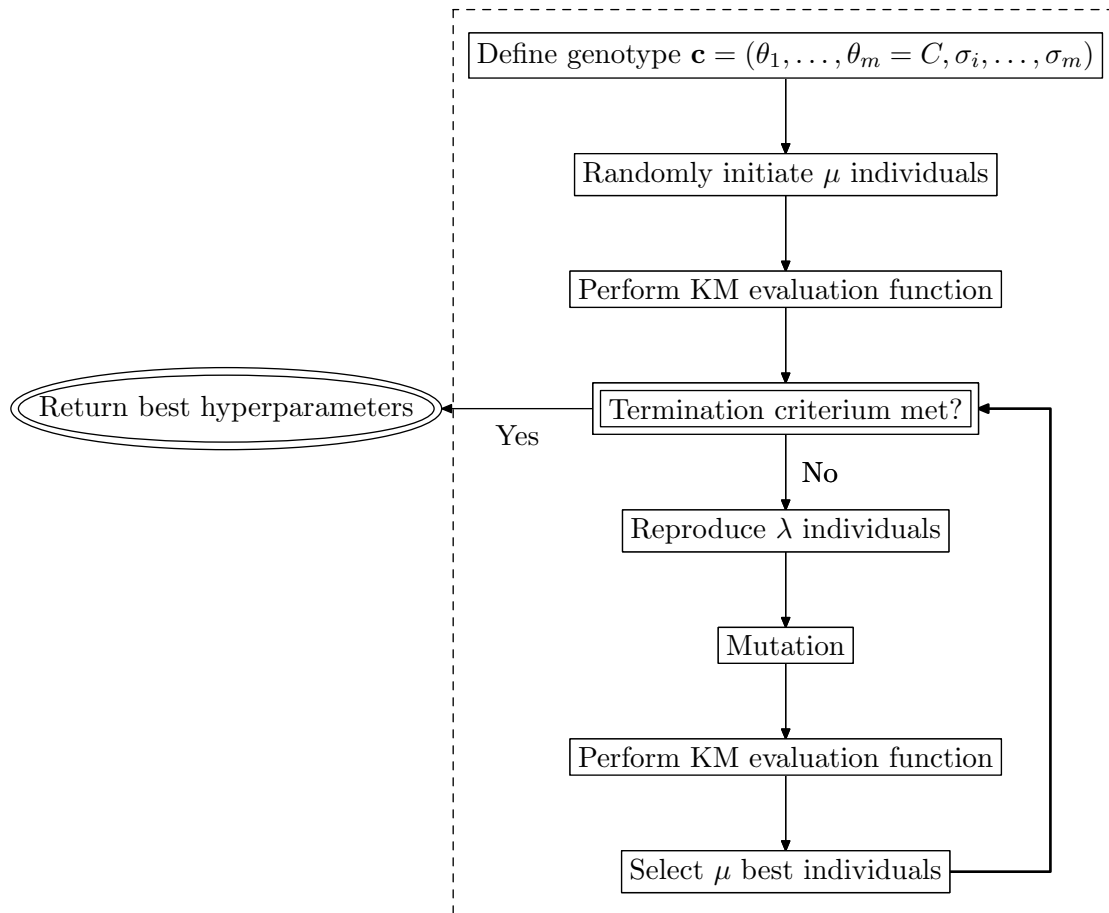 Define genotype c = (θ₁, . . . , θₘ = C, σᵢ, . . . , σₘ)
Randomly initiate μ individuals
Perform KM evaluation function
Return best hyperparameters
Termination criterium met?
Yes
No
Reproduce λ individuals
Mutation
Perform KM evaluation function
Select μ best individuals